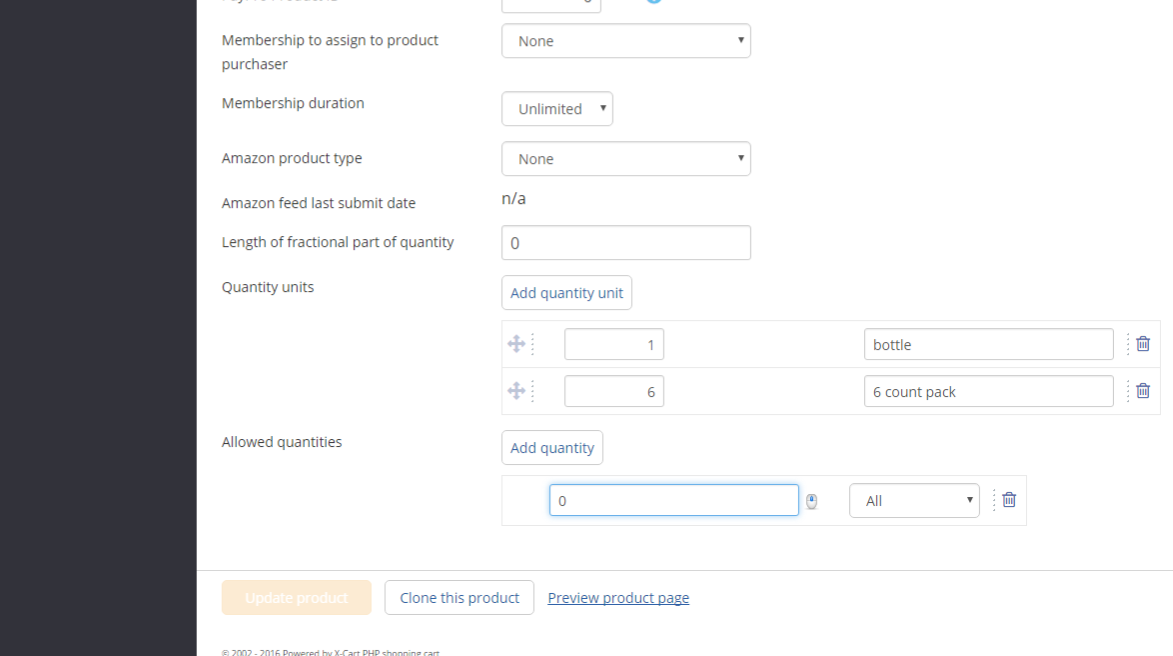 Membership to assign to product
purchaser
None
Membership duration
Unlimited
Amazon product type
None
Amazon feed last submit date
n/a
Length of fractional part of quantity
0
Quantity units
Add quantity unit
1
bottle
6
6 count pack
Allowed quantities
Add quantity
0
All
Update product
Clone this product
Preview product page
© 2002 - 2016 Powered by X-Cart PHP shopping cart